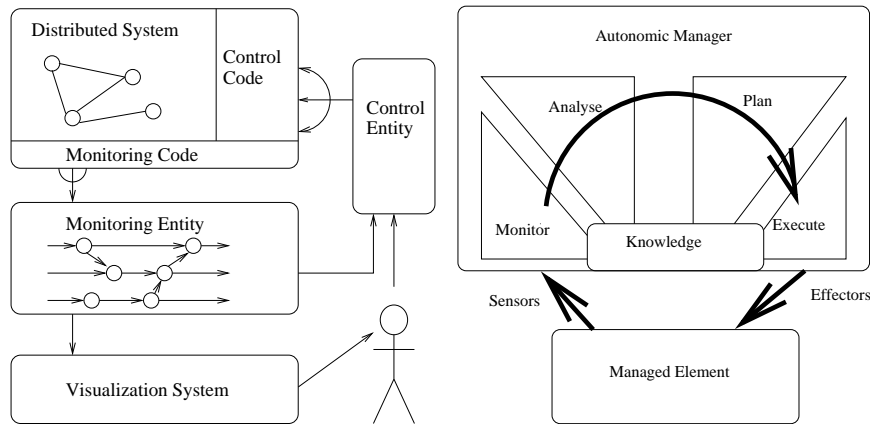 Distributed System
Control
Code
Monitoring Code
Control
Entity
Monitoring Entity
Visualization System
Autonomic Manager
Analyse
Plan
Monitor
Knowledge
Execute
Sensors
Effectors
Managed Element